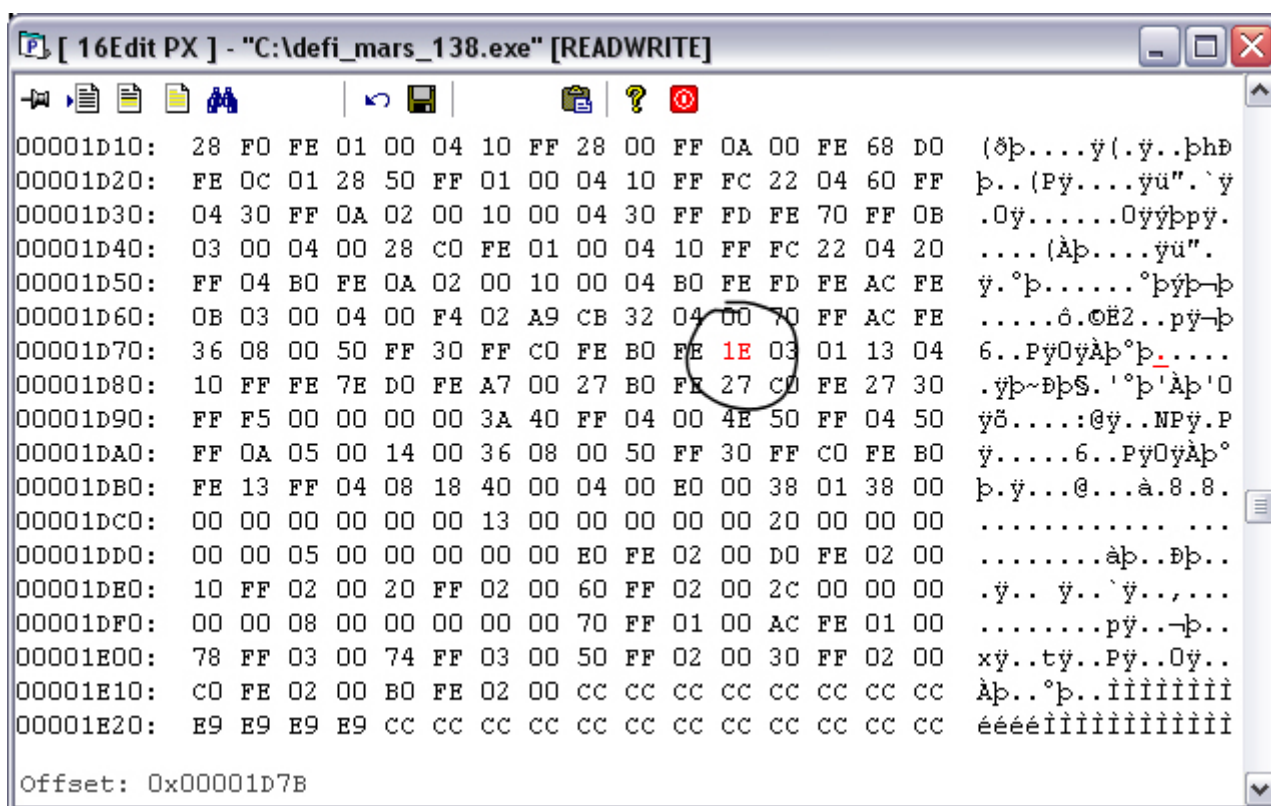 [ 16Edit PX ] - "C:\defi_mars_138.exe" [READWRITE]
00001D10: 28 F0 FE 01 00 04 10 FF 28 00 FF 0A 00 FE 68 D0 (ðþ....ÿ(.ÿ..þhÐ
00001D20: FE 0C 01 28 50 FF 01 00 04 10 FF FC 22 04 60 FF þ..(Pÿ....ÿü".`ÿ
00001D30: 04 30 FF 0A 02 00 10 00 04 30 FF FD FE 70 FF 0B .0ÿ......0ÿýþpÿ.
00001D40: 03 00 04 00 28 C0 FE 01 00 04 10 FF FC 22 04 20 ....(Àþ....ÿü".
00001D50: FF 04 B0 FE 0A 02 00 10 00 04 B0 FE FD FE AC FE ÿ.°þ......°þýþ¬þ
00001D60: 0B 03 00 04 00 F4 02 A9 CB 32 04 00 70 FF AC FE .....ô.©Ë2..pÿ¬þ
00001D70: 36 08 00 50 FF 30 FF C0 FE B0 FE 1E 03 01 13 04 6..Pÿ0ÿÀþ°þ.....
00001D80: 10 FF FE 7E D0 FE A7 00 27 B0 FE 27 C0 FE 27 30 .ÿþ~Ðþ§.'°þ'Àþ'0
00001D90: FF F5 00 00 00 00 3A 40 FF 04 00 4E 50 FF 04 50 ÿõ....:@ÿ..NPÿ.P
00001DA0: FF 0A 05 00 14 00 36 08 00 50 FF 30 FF C0 FE B0 ÿ.....6..Pÿ0ÿÀþ°
00001DB0: FE 13 FF 04 08 18 40 00 04 00 E0 00 38 01 38 00 þ.ÿ...@...à.8.8.
00001DC0: 00 00 00 00 00 00 13 00 00 00 00 00 20 00 00 00 ............ ...
00001DD0: 00 00 05 00 00 00 00 00 E0 FE 02 00 D0 FE 02 00 ........àþ..Ðþ..
00001DE0: 10 FF 02 00 20 FF 02 00 60 FF 02 00 2C 00 00 00 .ÿ.. ÿ..`ÿ..,...
00001DF0: 00 00 08 00 00 00 00 00 70 FF 01 00 AC FE 01 00 ........pÿ..¬þ..
00001E00: 78 FF 03 00 74 FF 03 00 50 FF 02 00 30 FF 02 00 xÿ..tÿ..Pÿ..0ÿ..
00001E10: C0 FE 02 00 B0 FE 02 00 CC CC CC CC CC CC CC CC Àþ..°þ..ÌÌÌÌÌÌÌÌ
00001E20: E9 E9 E9 E9 CC CC CC CC CC CC CC CC CC CC CC CC ééééÌÌÌÌÌÌÌÌÌÌÌÌ
Offset: 0x00001D7B